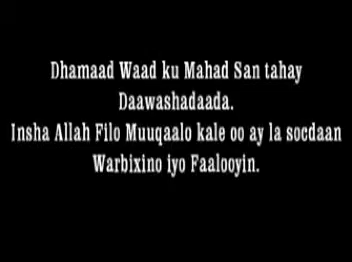 Dhamaad Waad ku Mahad San tahay
Daawashadaada.
Insha Allah Filo Muuqaalo kale oo ay la socdaan
Warbixino iyo Faalooyin.